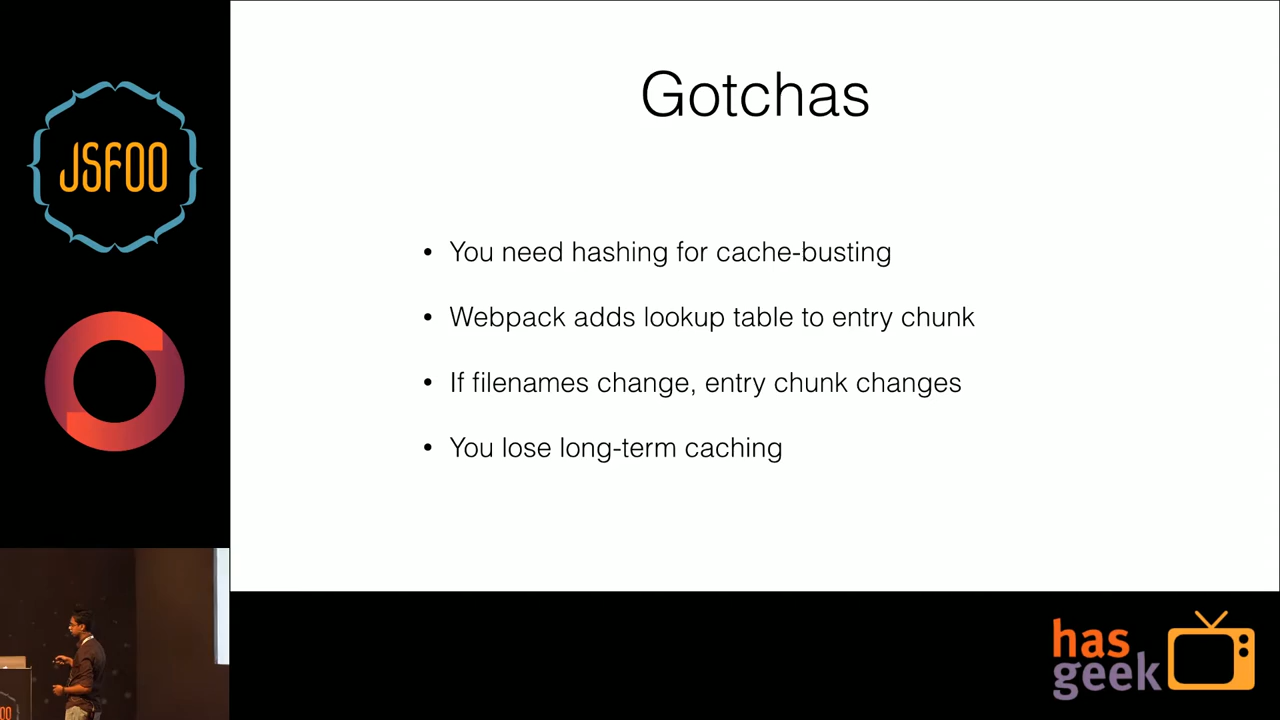 JSFOO
Gotchas
• You need hashing for cache-busting
• Webpack adds lookup table to entry chunk
• If filenames change, entry chunk changes
• You lose long-term caching
has
geek